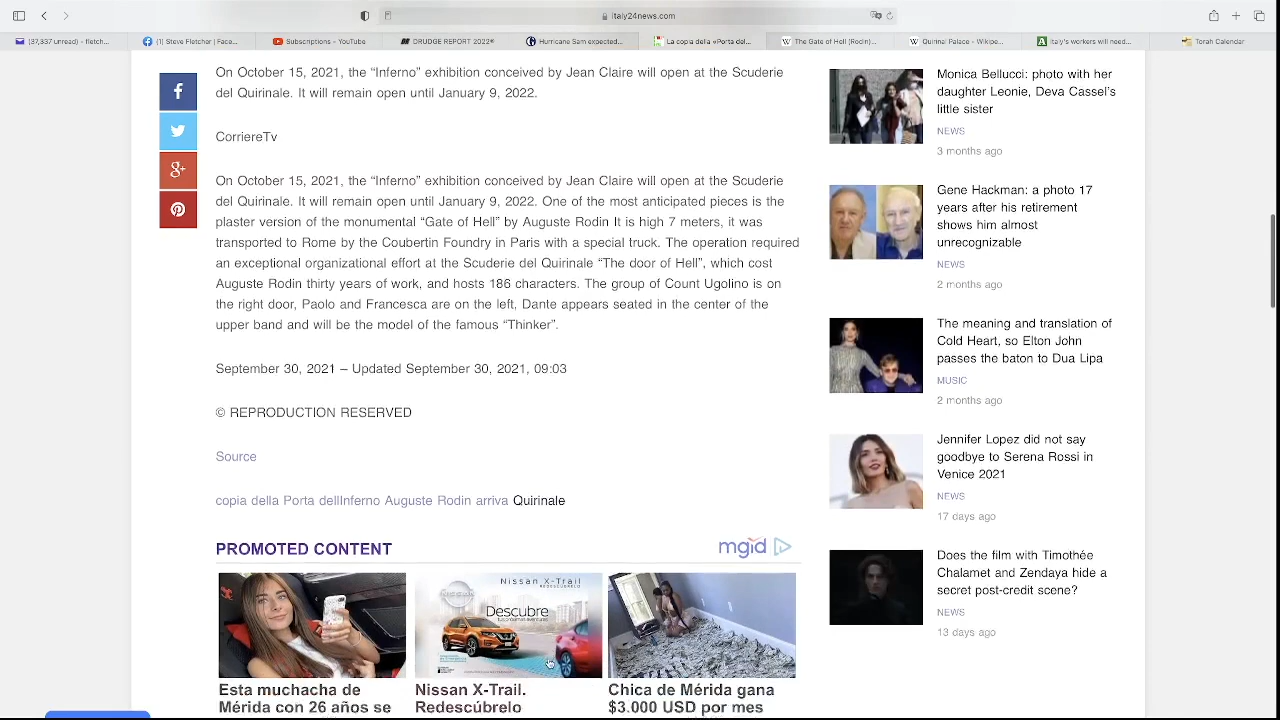 italy24news.com
(37,337 unread) - fletch...
(1) Steve Fletcher | Face...
Subscriptions - YouTube
DRUDGE REPORT 2022®
Hurricane Sam expected...
La copia della «Porta del...
The Gate of Hell (Rodin)...
Quirinal Palace - Wikipe...
Italy's workers will need...
Torah Calendar
On October 15, 2021, the “Inferno” exhibition conceived by Jean Claire will open at the Scuderie
del Quirinale. It will remain open until January 9, 2022.
CorriereTv
On October 15, 2021, the “Inferno” exhibition conceived by Jean Claire will open at the Scuderie
del Quirinale. It will remain open until January 9, 2022. One of the most anticipated pieces is the
plaster version of the monumental “Gate of Hell” by Auguste Rodin It is high 7 meters, it was
transported to Rome by the Coubertin Foundry in Paris with a special truck. The operation required
an exceptional organizational effort at the Scuderie del Quirinale “The door of Hell”, which cost
Auguste Rodin thirty years of work, and hosts 186 characters. The group of Count Ugolino is on
the right door, Paolo and Francesca are on the left, Dante appears seated in the center of the
upper band and will be the model of the famous “Thinker”.
September 30, 2021 – Updated September 30, 2021, 09:03
© REPRODUCTION RESERVED
Source
copia della Porta dellInferno Auguste Rodin arriva Quirinale
PROMOTED CONTENT
mgid
NISSAN X-TRAIL
Descubre
Esta muchacha de
Mérida con 26 años se
Nissan X-Trail.
Redescúbrelo
Chica de Mérida gana
$3.000 USD por mes
Monica Bellucci: photo with her
daughter Leonie, Deva Cassel’s
little sister
NEWS
3 months ago
Gene Hackman: a photo 17
years after his retirement
shows him almost
unrecognizable
NEWS
2 months ago
The meaning and translation of
Cold Heart, so Elton John
passes the baton to Dua Lipa
MUSIC
2 months ago
Jennifer Lopez did not say
goodbye to Serena Rossi in
Venice 2021
NEWS
17 days ago
Does the film with Timothée
Chalamet and Zendaya hide a
secret post-credit scene?
NEWS
13 days ago